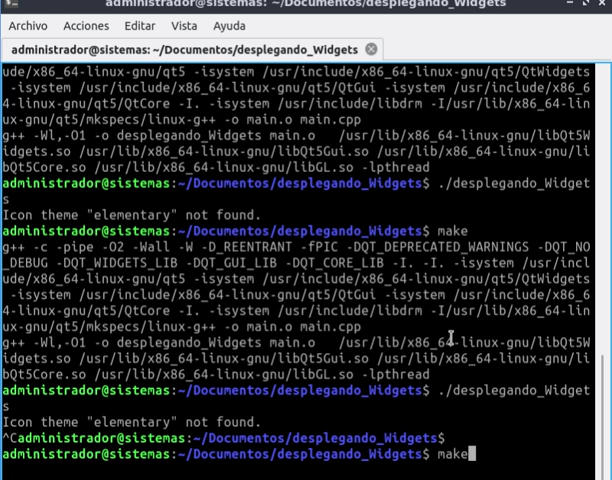 administrador@sistemas: ~/Documentos/desplegando_Widgets
Archivo Acciones Editar Vista Ayuda
administrador@sistemas: ~/Documentos/desplegando_Widgets
ude/x86_64-linux-gnu/qt5 -isystem /usr/include/x86_64-linux-gnu/qt5/QtWidgets
-isystem /usr/include/x86_64-linux-gnu/qt5/QtGui -isystem /usr/include/x86_6
4-linux-gnu/qt5/QtCore -I. -isystem /usr/include/libdrm -I/usr/lib/x86_64-lin
ux-gnu/qt5/mkspecs/linux-g++ -o main.o main.cpp
g++ -Wl,-O1 -o desplegando_Widgets main.o /usr/lib/x86_64-linux-gnu/libQt5W
idgets.so /usr/lib/x86_64-linux-gnu/libQt5Gui.so /usr/lib/x86_64-linux-gnu/li
bQt5Core.so /usr/lib/x86_64-linux-gnu/libGL.so -lpthread
administrador@sistemas:~/Documentos/desplegando_Widgets$ ./desplegando_Widget
s
Icon theme "elementary" not found.
administrador@sistemas:~/Documentos/desplegando_Widgets$ make
g++ -c -pipe -O2 -Wall -W -D_REENTRANT -fPIC -DQT_DEPRECATED_WARNINGS -DQT_NO
_DEBUG -DQT_WIDGETS_LIB -DQT_GUI_LIB -DQT_CORE_LIB -I. -I. -isystem /usr/incl
ude/x86_64-linux-gnu/qt5 -isystem /usr/include/x86_64-linux-gnu/qt5/QtWidgets
-isystem /usr/include/x86_64-linux-gnu/qt5/QtGui -isystem /usr/include/x86_6
4-linux-gnu/qt5/QtCore -I. -isystem /usr/include/libdrm -I/usr/lib/x86_64-lin
ux-gnu/qt5/mkspecs/linux-g++ -o main.o main.cpp
g++ -Wl,-O1 -o desplegando_Widgets main.o /usr/lib/x86_64-linux-gnu/libQt5W
idgets.so /usr/lib/x86_64-linux-gnu/libQt5Gui.so /usr/lib/x86_64-linux-gnu/li
bQt5Core.so /usr/lib/x86_64-linux-gnu/libGL.so -lpthread
administrador@sistemas:~/Documentos/desplegando_Widgets$ ./desplegando_Widget
s
Icon theme "elementary" not found.
^Cadministrador@sistemas:~/Documentos/desplegando_Widgets$
administrador@sistemas:~/Documentos/desplegando_Widgets$ make